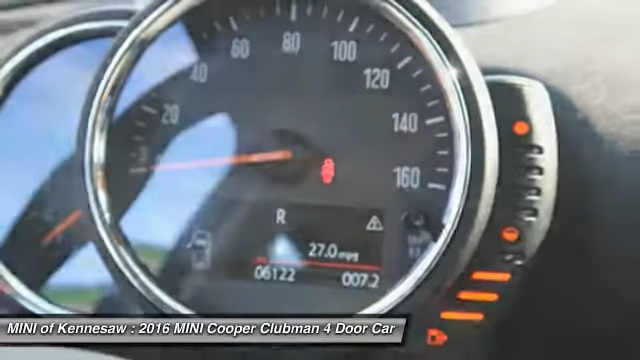 20 40 60 80 100 120 140 160
R
27.0 mpg
06122 007.2
MINI of Kennesaw : 2016 MINI Cooper Clubman 4 Door Car